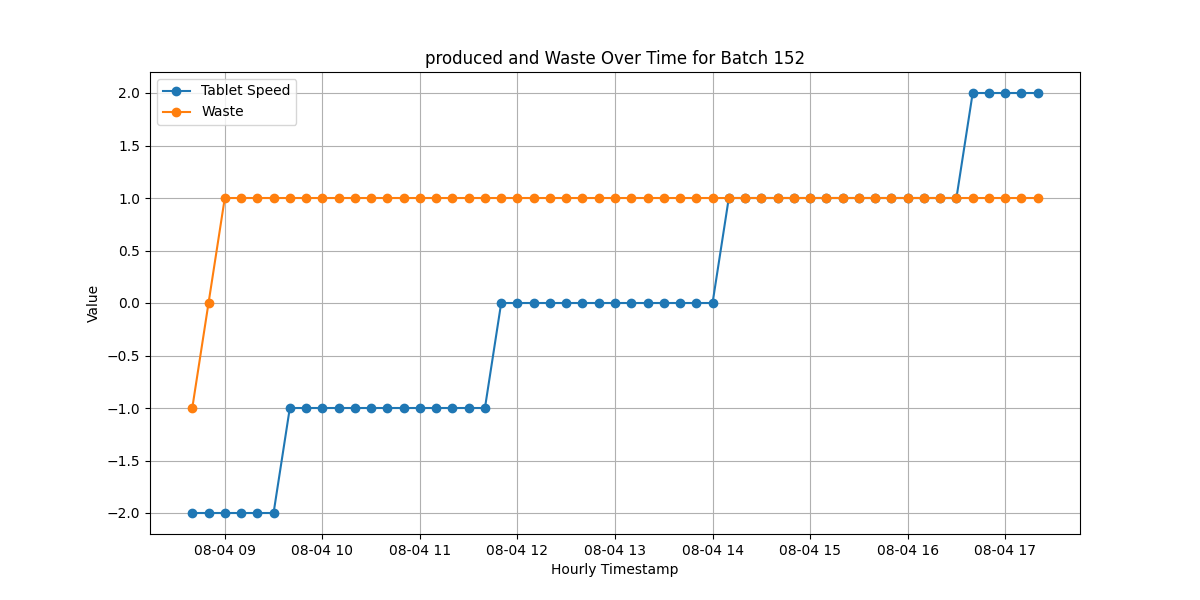 produced and Waste Over Time for Batch 152
Tablet Speed
Waste
2.0
1.5
1.0
0.5
0.0
−0.5
−1.0
−1.5
−2.0
Value
08-04 09 08-04 10 08-04 11 08-04 12 08-04 13 08-04 14 08-04 15 08-04 16 08-04 17
Hourly Timestamp